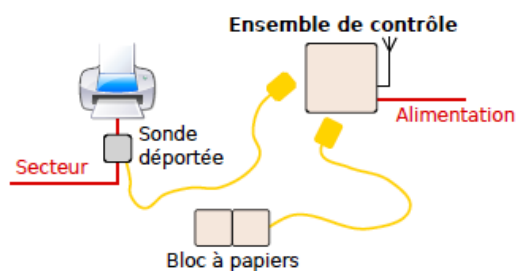 Ensemble de contrôle
Alimentation
Sonde
déportée
Secteur
Bloc à papiers